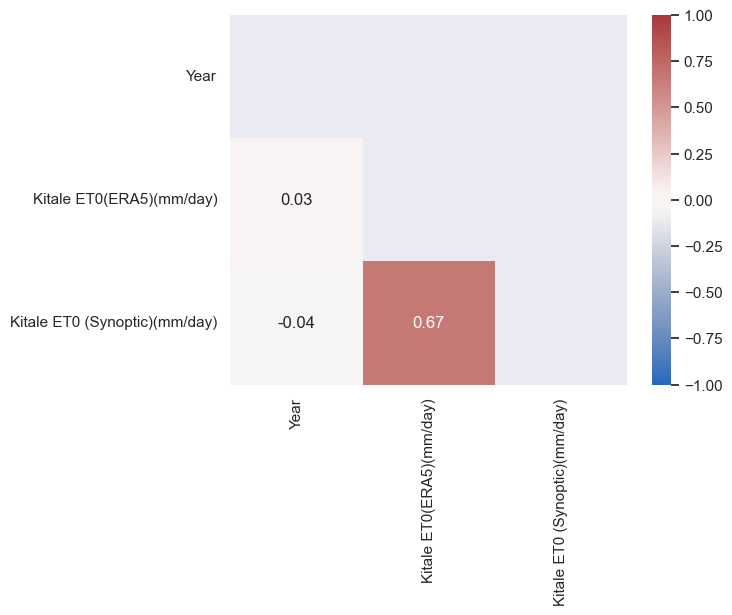 Year
Kitale ET0(ERA5)(mm/day)
Kitale ET0 (Synoptic)(mm/day)
0.03
-0.04
0.67
Year
Kitale ET0(ERA5)(mm/day)
Kitale ET0 (Synoptic)(mm/day)
1.00
0.75
0.50
0.25
0.00
−0.25
−0.50
−0.75
−1.00